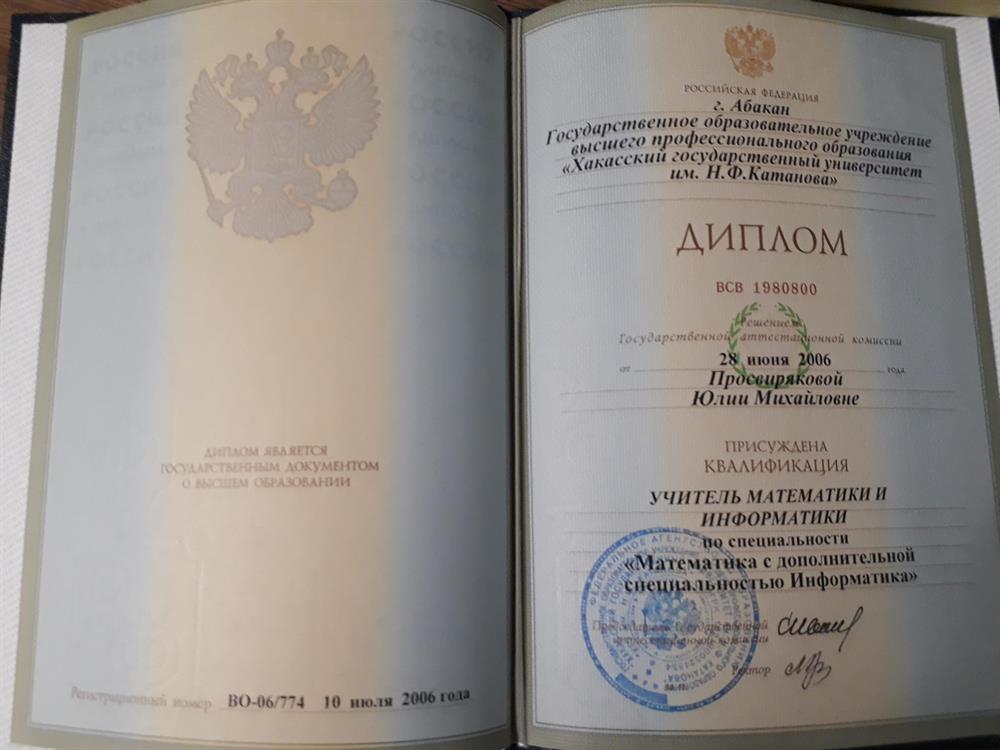 ДИПЛОМ ЯВЛЯЕТСЯ
ГОСУДАРСТВЕННЫМ ДОКУМЕНТОМ
О ВЫСШЕМ ОБРАЗОВАНИИ
Регистрационный номер ВО-06/774 10 июля 2006 года
РОССИЙСКАЯ ФЕДЕРАЦИЯ
г. Абакан
Государственное образовательное учреждение
высшего профессионального образования
«Хакасский государственный университет
им. Н.Ф.Катанова»
ДИПЛОМ
ВСВ 1980800
Решением
Государственной аттестационной комиссии
от 28 июня 2006 года
Просвиряковой
Юлии Михайловне
ПРИСУЖДЕНА
КВАЛИФИКАЦИЯ
УЧИТЕЛЬ МАТЕМАТИКИ И
ИНФОРМАТИКИ
по специальности
«Математика с дополнительной
специальностью Информатика»
Председатель Государственной
аттестационной комиссии
Ректор
ФЕДЕРАЛЬНОЕ АГЕНТСТВО